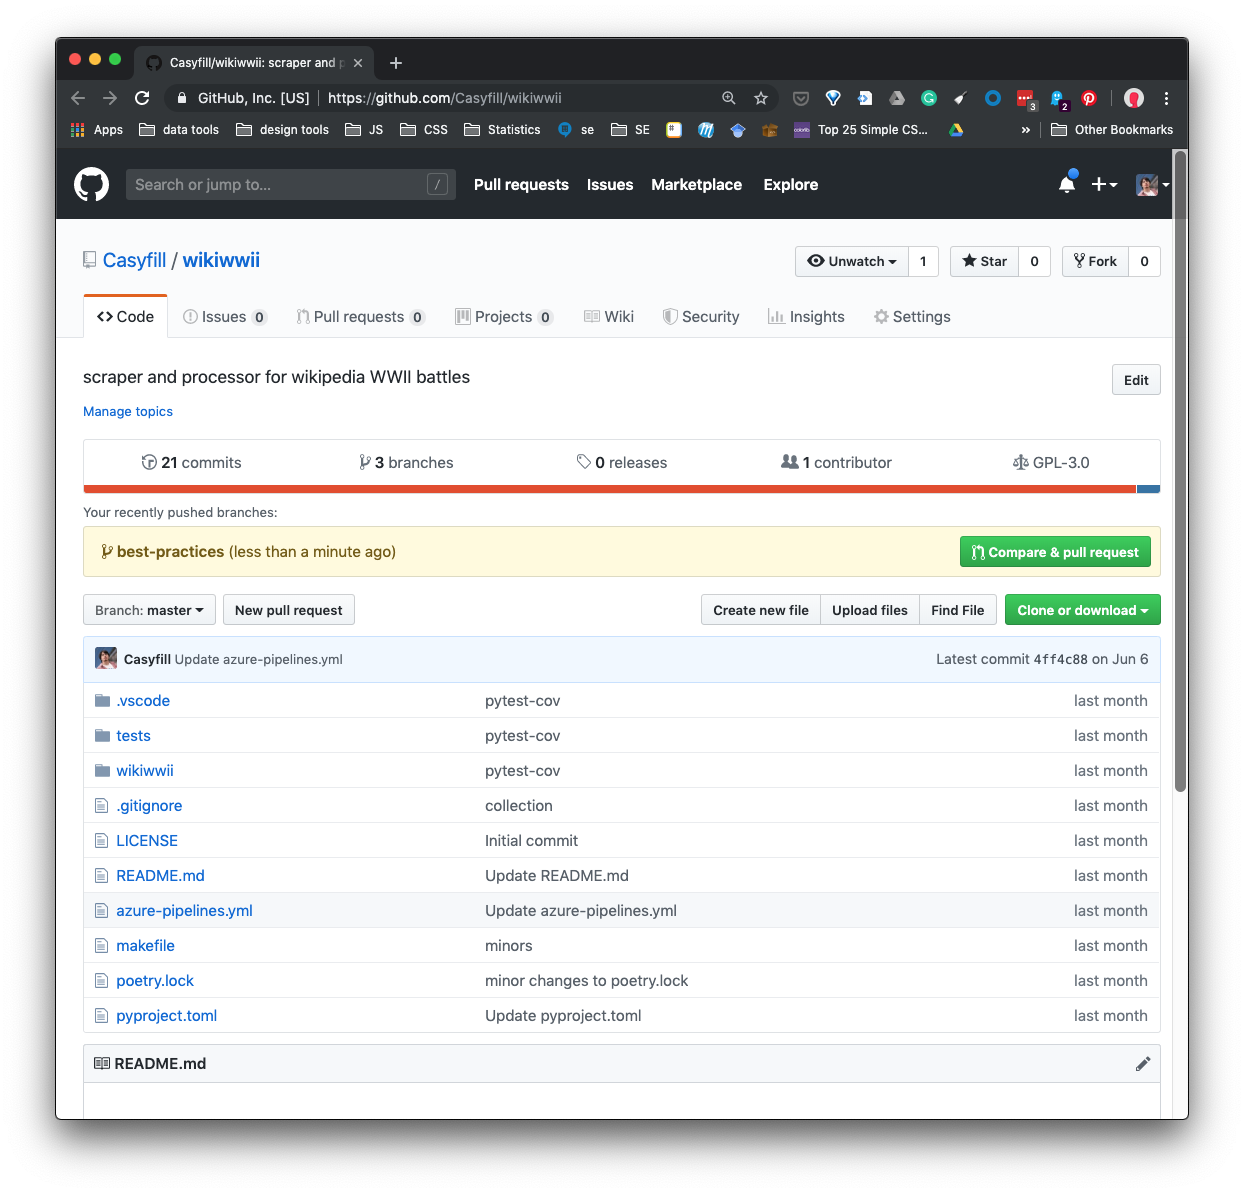 Casyfill/wikiwwii: scraper and p
GitHub, Inc. [US] https://github.com/Casyfill/wikiwwii
3 2
Apps data tools design tools JS CSS Statistics se SE Top 25 Simple CS... » Other Bookmarks
Search or jump to... / Pull requests Issues Marketplace Explore
Casyfill / wikiwwii Unwatch 1 Star 0 Fork 0
Code Issues 0 Pull requests 0 Projects 0 Wiki Security Insights Settings
scraper and processor for wikipedia WWII battles Edit
Manage topics
21 commits 3 branches 0 releases 1 contributor GPL-3.0
Your recently pushed branches:
best-practices (less than a minute ago) Compare & pull request
Branch: master New pull request Create new file Upload files Find File Clone or download
Casyfill Update azure-pipelines.yml Latest commit 4ff4c88 on Jun 6
.vscode pytest-cov last month
tests pytest-cov last month
wikiwwii pytest-cov last month
.gitignore collection last month
LICENSE Initial commit last month
README.md Update README.md last month
azure-pipelines.yml Update azure-pipelines.yml last month
makefile minors last month
poetry.lock minor changes to poetry.lock last month
pyproject.toml Update pyproject.toml last month
README.md